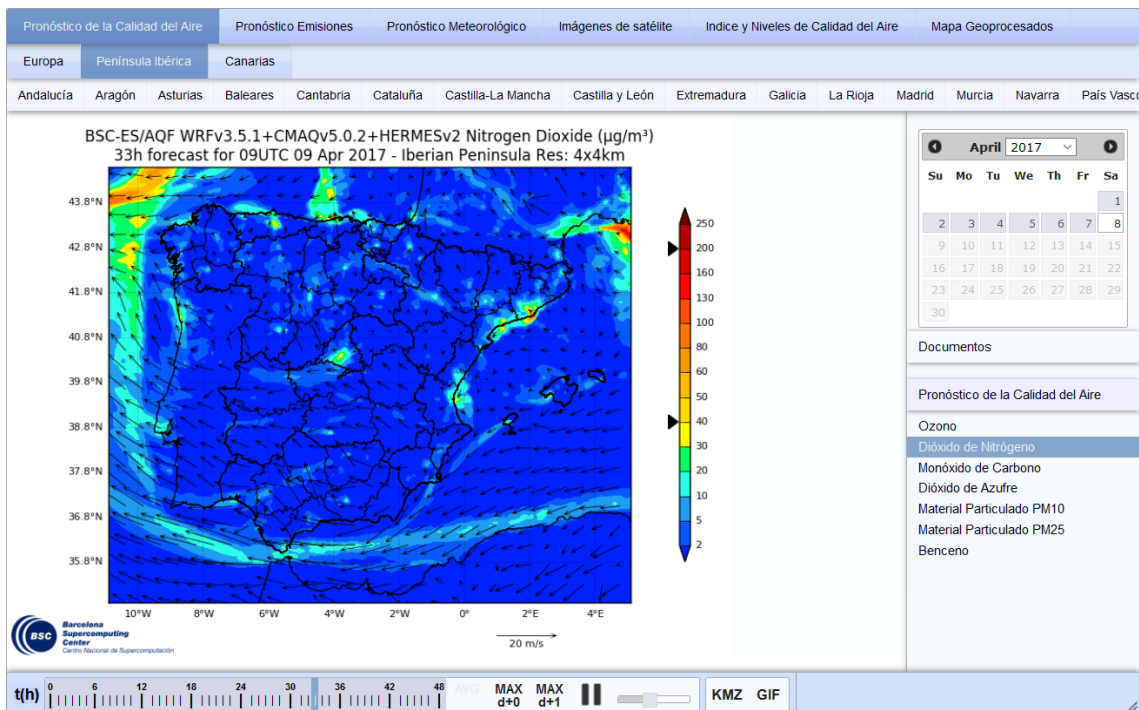 Pronóstico de la Calidad del Aire Pronóstico Emisiones Pronóstico Meteorológico Imágenes de satélite Indice y Niveles de Calidad del Aire Mapa Geoprocesados
Europa Península Ibérica Canarias
Andalucía Aragón Asturias Baleares Cantabria Cataluña Castilla-La Mancha Castilla y León Extremadura Galicia La Rioja Madrid Murcia Navarra País Vasco
BSC-ES/AQF WRFv3.5.1+CMAQv5.0.2+HERMESv2 Nitrogen Dioxide (µg/m³)
33h forecast for 09UTC 09 Apr 2017 - Iberian Peninsula Res: 4x4km
43.8°N
42.8°N
41.8°N
40.8°N
39.8°N
38.8°N
37.8°N
36.8°N
35.8°N
10°W 8°W 6°W 4°W 2°W 0° 2°E 4°E
20 m/s
250
200
160
130
100
80
60
50
40
30
20
10
5
2
BSC
Barcelona
Supercomputing
Center
Centro Nacional de Supercomputación
April 2017
Su Mo Tu We Th Fr Sa
1
2 3 4 5 6 7 8
9 10 11 12 13 14 15
16 17 18 19 20 21 22
23 24 25 26 27 28 29
30
Documentos
Pronóstico de la Calidad del Aire
Ozono
Dióxido de Nitrógeno
Monóxido de Carbono
Dióxido de Azufre
Material Particulado PM10
Material Particulado PM25
Benceno
t(h) 0 6 12 18 24 30 36 42 48 AVG MAX d+0 MAX d+1 KMZ GIF